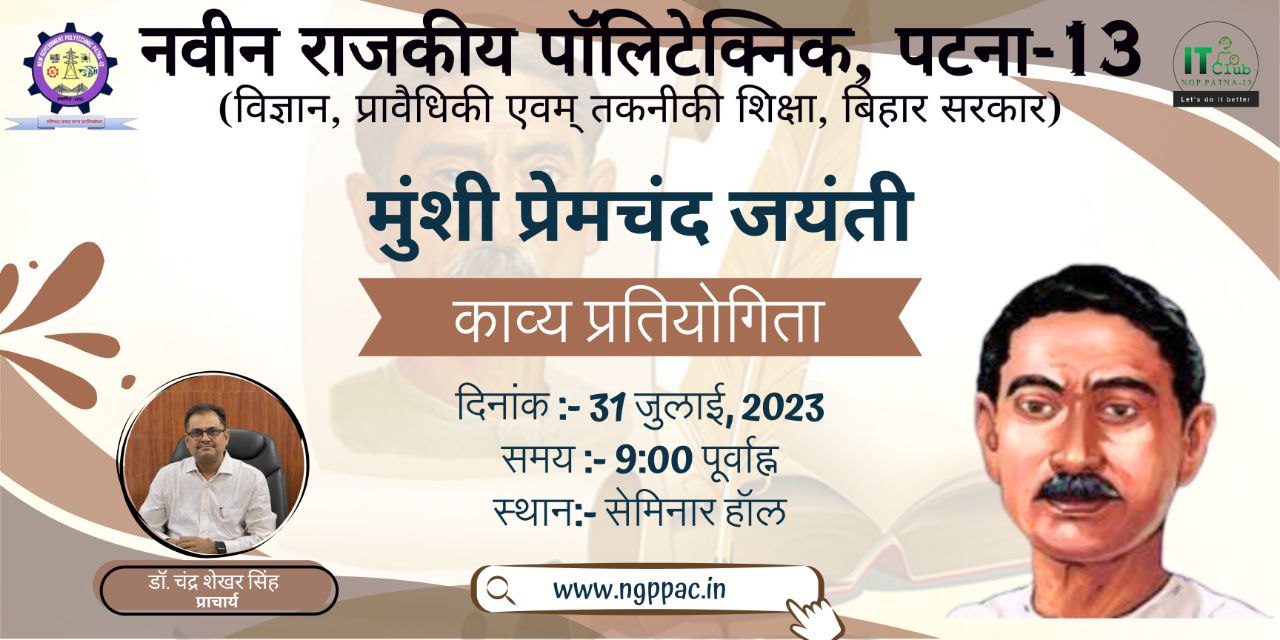 नवीन राजकीय पॉलिटेक्निक, पटना-13
(विज्ञान, प्रावैधिकी एवम् तकनीकी शिक्षा, बिहार सरकार)
IT
Club
NGP PATNA-13
Let's do it better
मुंशी प्रेमचंद जयंती
काव्य प्रतियोगिता
दिनांक :- 31 जुलाई, 2023
समय :- 9:00 पूर्वाह्न
स्थान:- सेमिनार हॉल
डॉ. चंद्र शेखर सिंह
प्राचार्य
www.ngppac.in